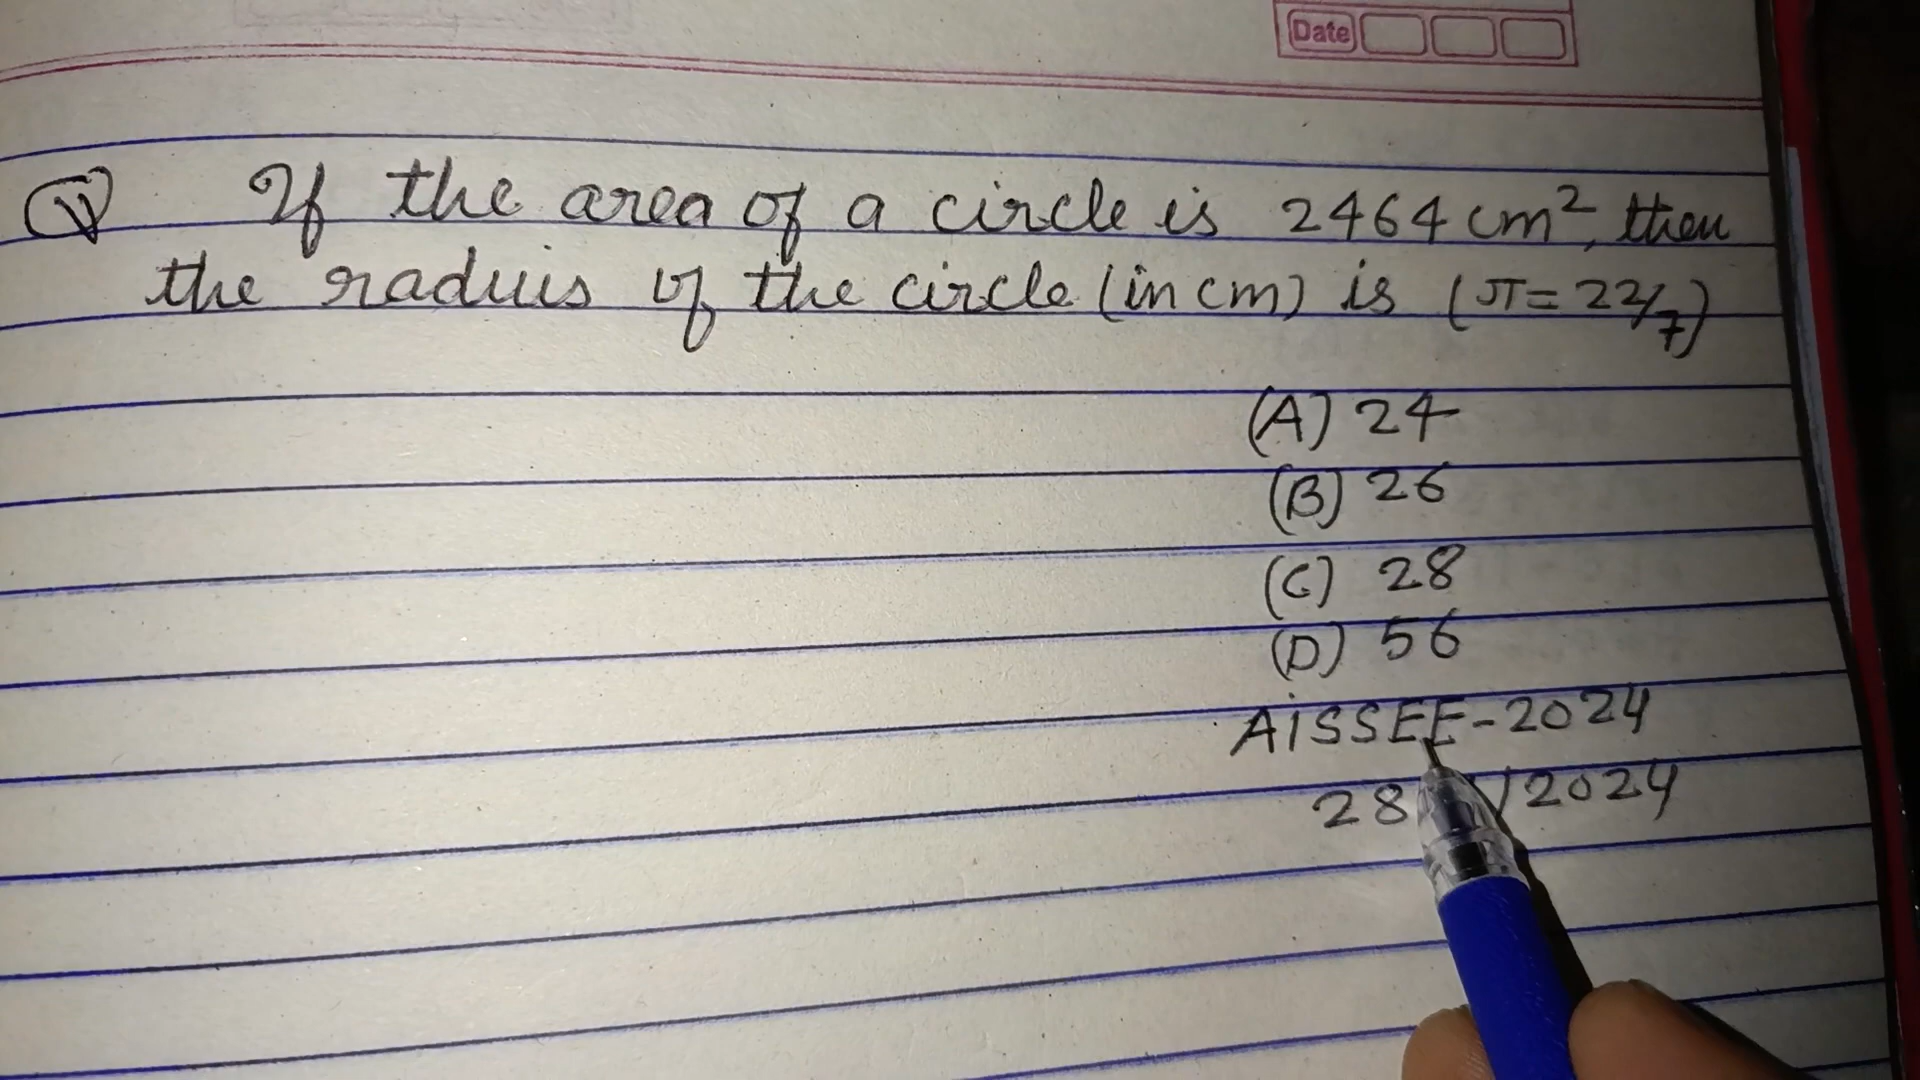 Date
Q If the area of a circle is 2464 cm², then
the raduis of the circle (in cm) is (π = 22/7)
(A) 24
(B) 26
(C) 28
(D) 56
AISSEE-2024
28 /2024